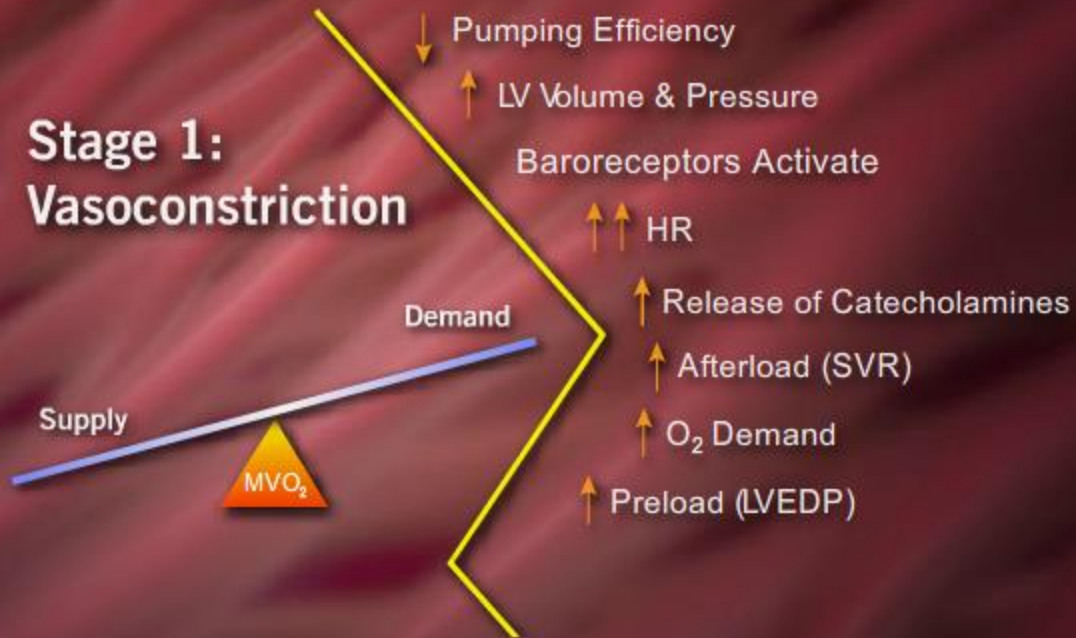 ↓ Pumping Efficiency
↑ LV Volume & Pressure
Stage 1:
Vasoconstriction
Baroreceptors Activate
↑↑ HR
↑ Release of Catecholamines
Demand
↑ Afterload (SVR)
Supply
↑ O₂ Demand
MVO₂
↑ Preload (LVEDP)